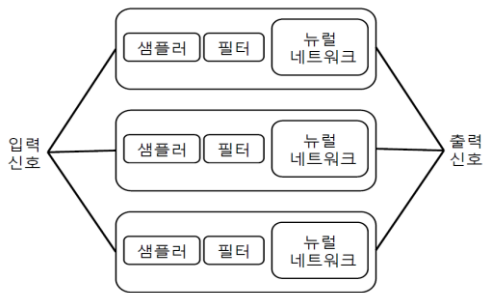 샘플러 필터 뉴럴
네트워크
입력
신호
샘플러 필터 뉴럴
네트워크
출력
신호
샘플러 필터 뉴럴
네트워크